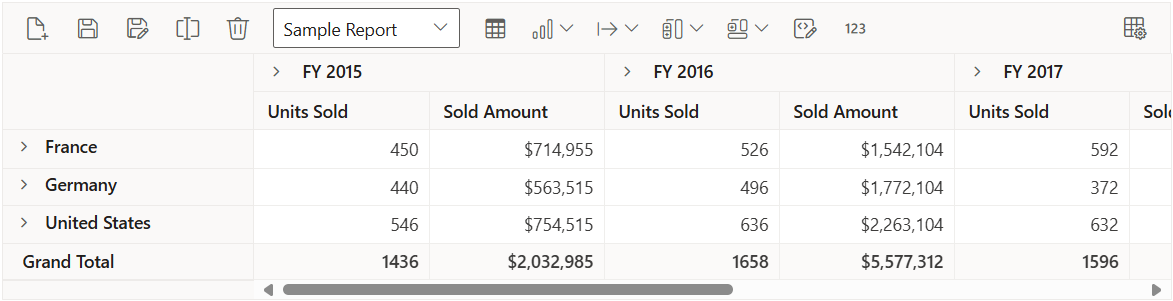 Sample Report 123
FY 2015 FY 2016 FY 2017
Units Sold Sold Amount Units Sold Sold Amount Units Sold Sol
France 450 $714,955 526 $1,542,104 592
Germany 440 $563,515 496 $1,772,104 372
United States 546 $754,515 636 $2,263,104 632
Grand Total 1436 $2,032,985 1658 $5,577,312 1596